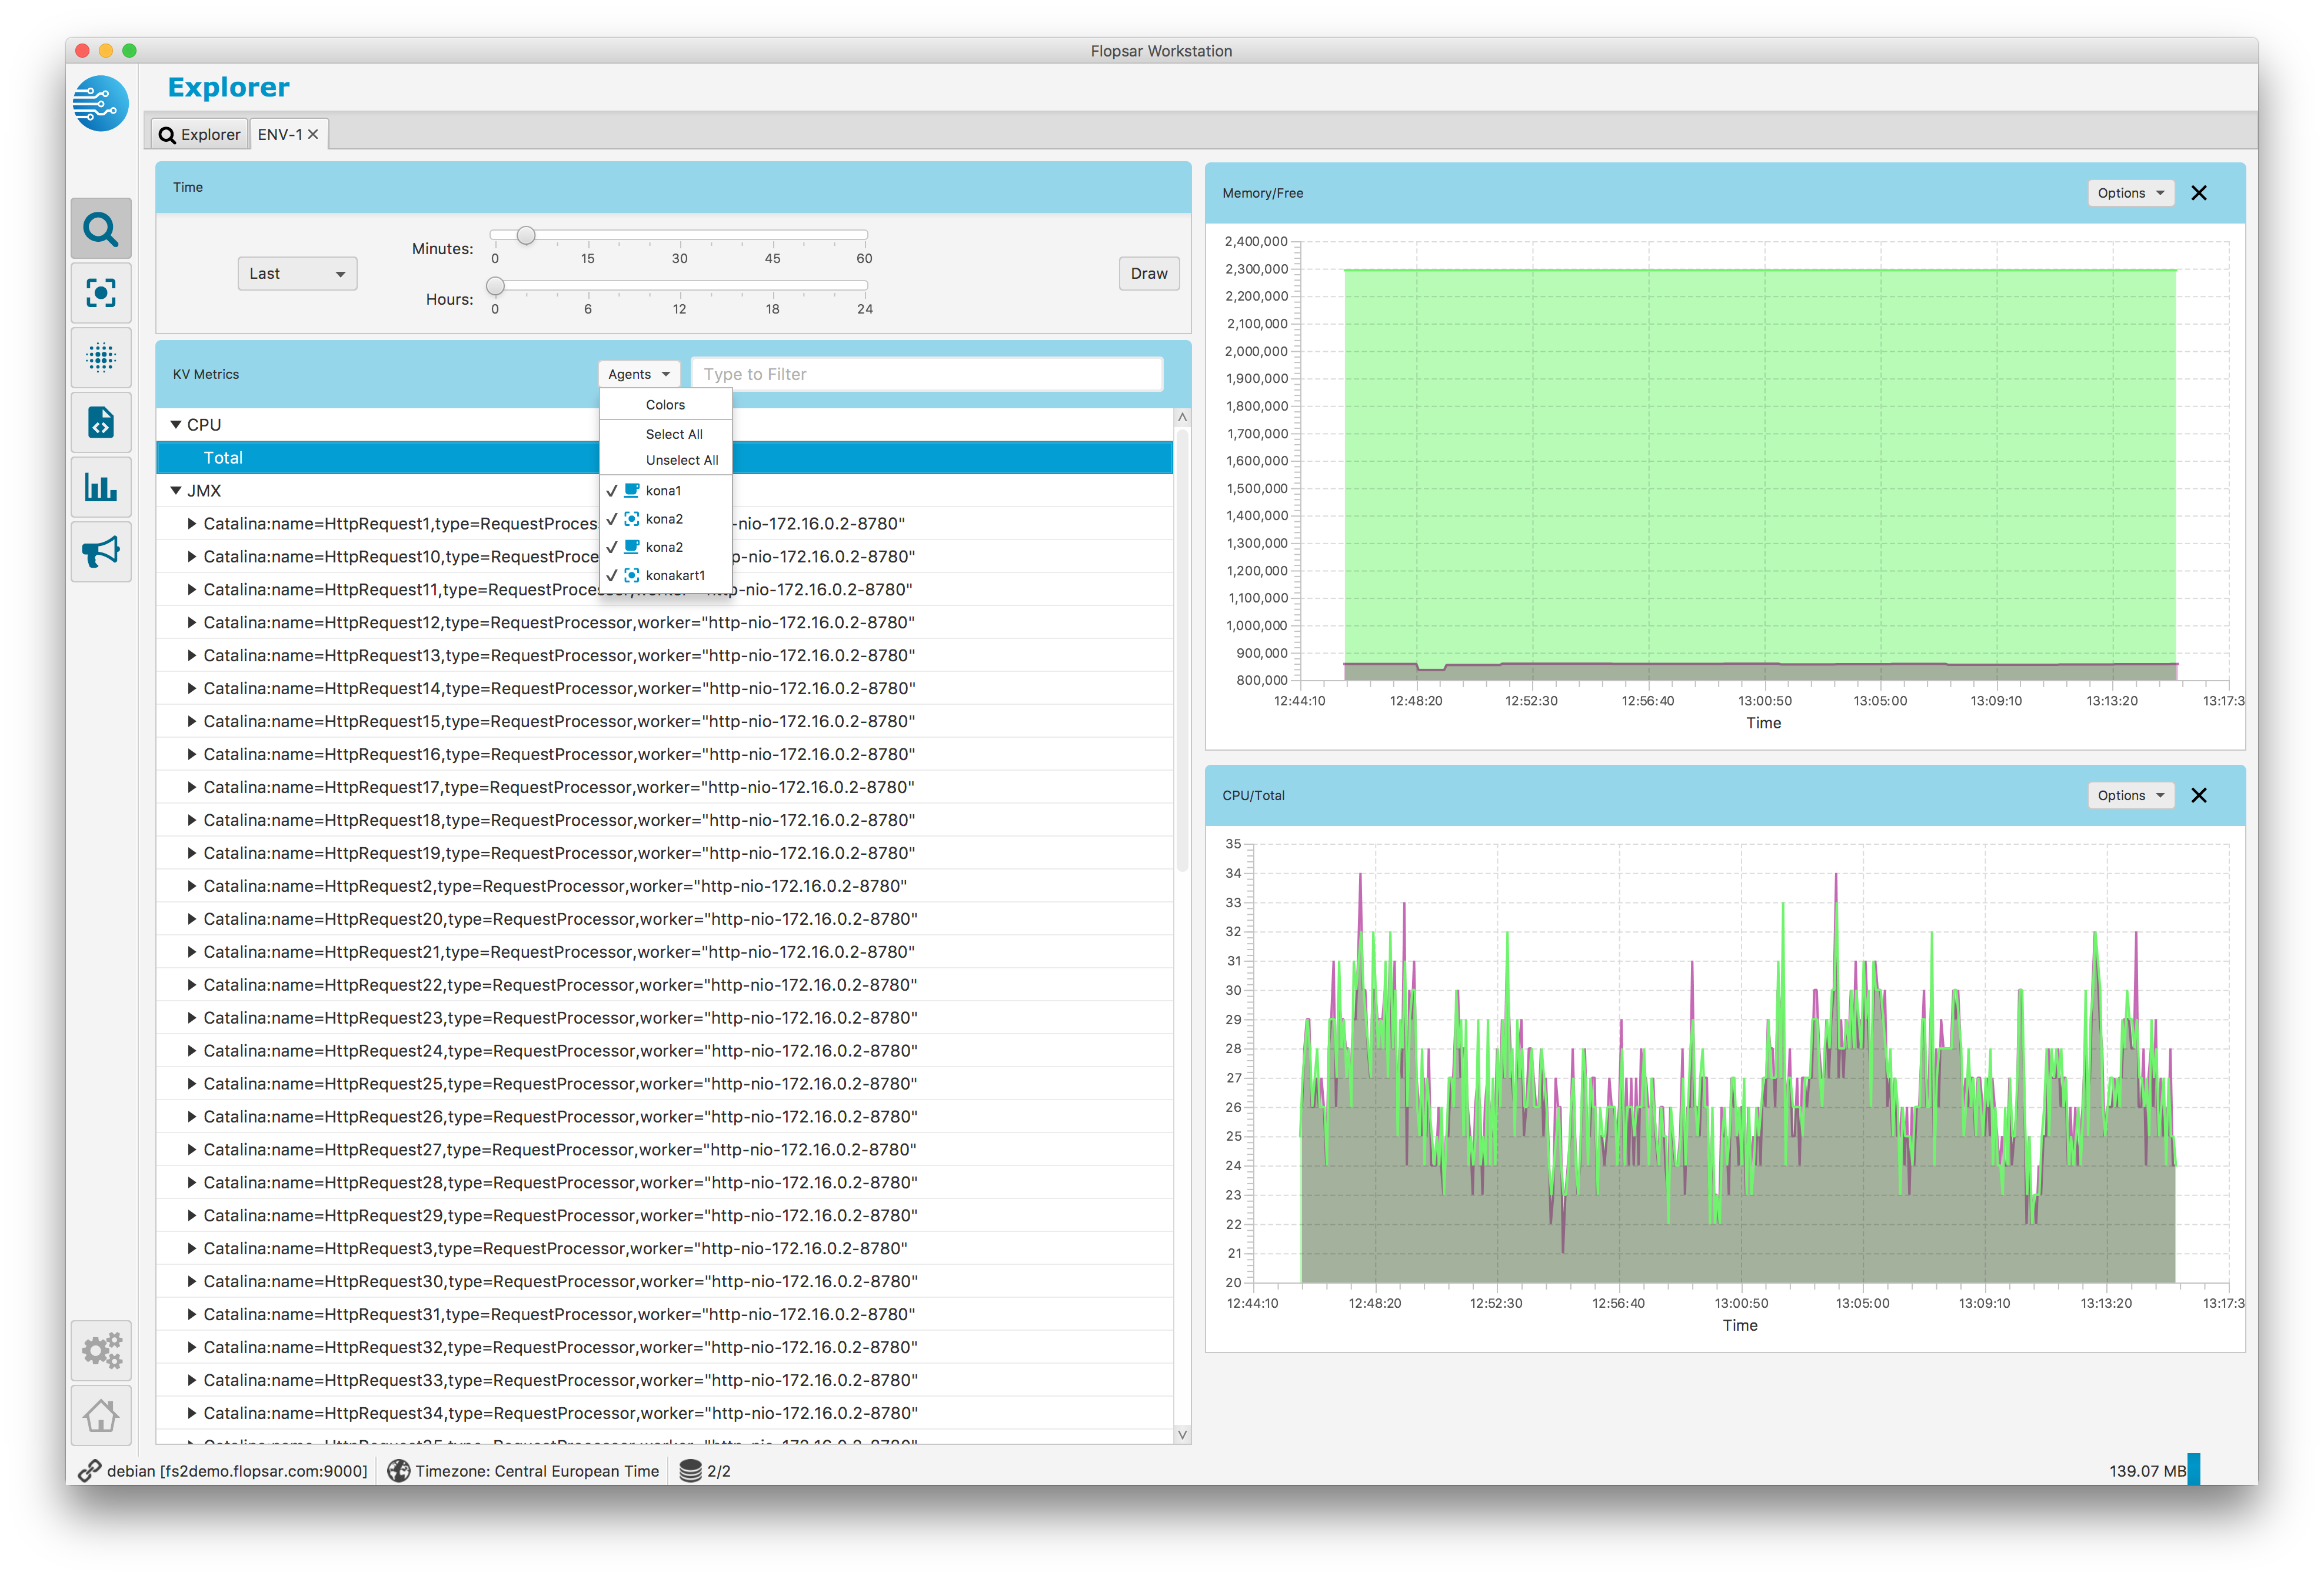 Flopsar Workstation
Explorer
Explorer
ENV-1
Time
Last
Minutes:
0 15 30 45 60
Hours:
0 6 12 18 24
Draw
KV Metrics
Agents
Type to Filter
Colors
Select All
Unselect All
kona1
kona2
kona2
konakart1
CPU
Total
JMX
Catalina:name=HttpRequest1,type=RequestProces -nio-172.16.0.2-8780"
Catalina:name=HttpRequest10,type=RequestProce p-nio-172.16.0.2-8780"
Catalina:name=HttpRequest11,type=RequestProce p-nio-172.16.0.2-8780"
Catalina:name=HttpRequest12,type=RequestProcessor,worker="http-nio-172.16.0.2-8780"
Catalina:name=HttpRequest13,type=RequestProcessor,worker="http-nio-172.16.0.2-8780"
Catalina:name=HttpRequest14,type=RequestProcessor,worker="http-nio-172.16.0.2-8780"
Catalina:name=HttpRequest15,type=RequestProcessor,worker="http-nio-172.16.0.2-8780"
Catalina:name=HttpRequest16,type=RequestProcessor,worker="http-nio-172.16.0.2-8780"
Catalina:name=HttpRequest17,type=RequestProcessor,worker="http-nio-172.16.0.2-8780"
Catalina:name=HttpRequest18,type=RequestProcessor,worker="http-nio-172.16.0.2-8780"
Catalina:name=HttpRequest19,type=RequestProcessor,worker="http-nio-172.16.0.2-8780"
Catalina:name=HttpRequest2,type=RequestProcessor,worker="http-nio-172.16.0.2-8780"
Catalina:name=HttpRequest20,type=RequestProcessor,worker="http-nio-172.16.0.2-8780"
Catalina:name=HttpRequest21,type=RequestProcessor,worker="http-nio-172.16.0.2-8780"
Catalina:name=HttpRequest22,type=RequestProcessor,worker="http-nio-172.16.0.2-8780"
Catalina:name=HttpRequest23,type=RequestProcessor,worker="http-nio-172.16.0.2-8780"
Catalina:name=HttpRequest24,type=RequestProcessor,worker="http-nio-172.16.0.2-8780"
Catalina:name=HttpRequest25,type=RequestProcessor,worker="http-nio-172.16.0.2-8780"
Catalina:name=HttpRequest26,type=RequestProcessor,worker="http-nio-172.16.0.2-8780"
Catalina:name=HttpRequest27,type=RequestProcessor,worker="http-nio-172.16.0.2-8780"
Catalina:name=HttpRequest28,type=RequestProcessor,worker="http-nio-172.16.0.2-8780"
Catalina:name=HttpRequest29,type=RequestProcessor,worker="http-nio-172.16.0.2-8780"
Catalina:name=HttpRequest3,type=RequestProcessor,worker="http-nio-172.16.0.2-8780"
Catalina:name=HttpRequest30,type=RequestProcessor,worker="http-nio-172.16.0.2-8780"
Catalina:name=HttpRequest31,type=RequestProcessor,worker="http-nio-172.16.0.2-8780"
Catalina:name=HttpRequest32,type=RequestProcessor,worker="http-nio-172.16.0.2-8780"
Catalina:name=HttpRequest33,type=RequestProcessor,worker="http-nio-172.16.0.2-8780"
Catalina:name=HttpRequest34,type=RequestProcessor,worker="http-nio-172.16.0.2-8780"
Memory/Free
Options
2,400,000
2,300,000
2,200,000
2,100,000
2,000,000
1,900,000
1,800,000
1,700,000
1,600,000
1,500,000
1,400,000
1,300,000
1,200,000
1,100,000
1,000,000
900,000
800,000
12:44:10 12:48:20 12:52:30 12:56:40 13:00:50 13:05:00 13:09:10 13:13:20 13:17:3
Time
CPU/Total
Options
35
34
33
32
31
30
29
28
27
26
25
24
23
22
21
20
12:44:10 12:48:20 12:52:30 12:56:40 13:00:50 13:05:00 13:09:10 13:13:20 13:17:3
Time
debian [fs2demo.flopsar.com:9000]
Timezone: Central European Time
2/2
139.07 MB